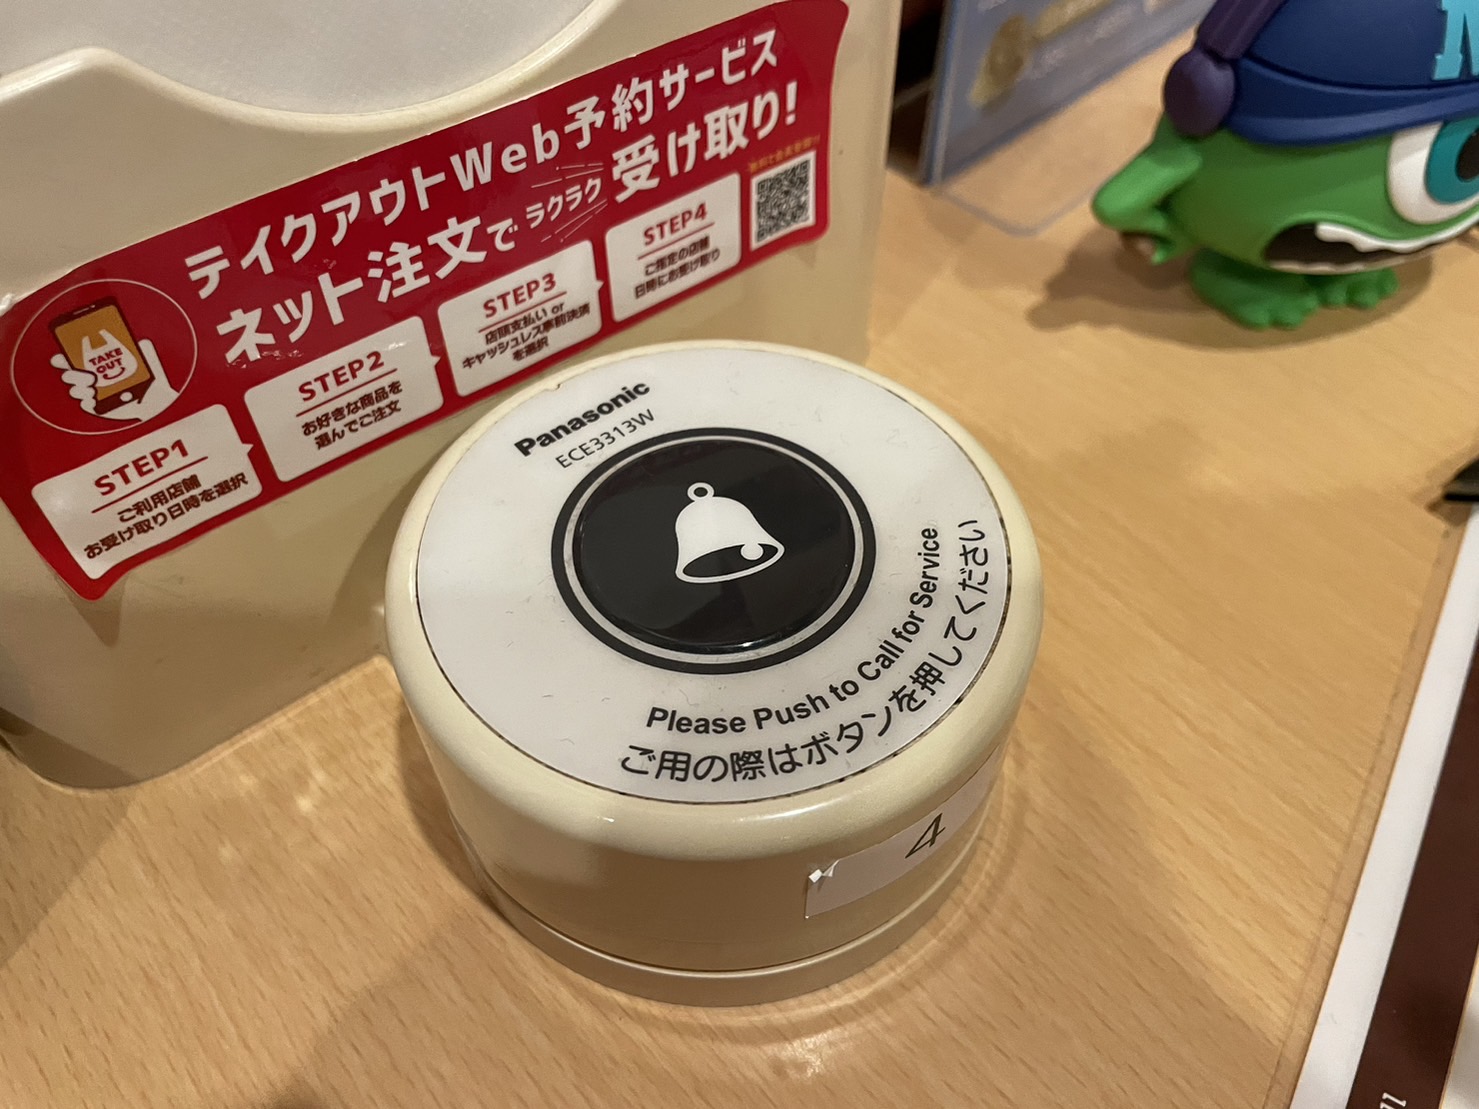 テイクアウトWeb予約サービス
ネット注文でラクラク受け取り!
TAKE
OUT
STEP1
ご利用店舗
お受け取り日時を選択
STEP2
お好きな商品を
選んでご注文
STEP3
店頭支払い or
キャッシュレス事前決済
を選択
STEP4
ご指定の店舗
日時にお受け取り
Panasonic
ECE3313W
Please Push to Call for Service
ご用の際はボタンを押してください
4